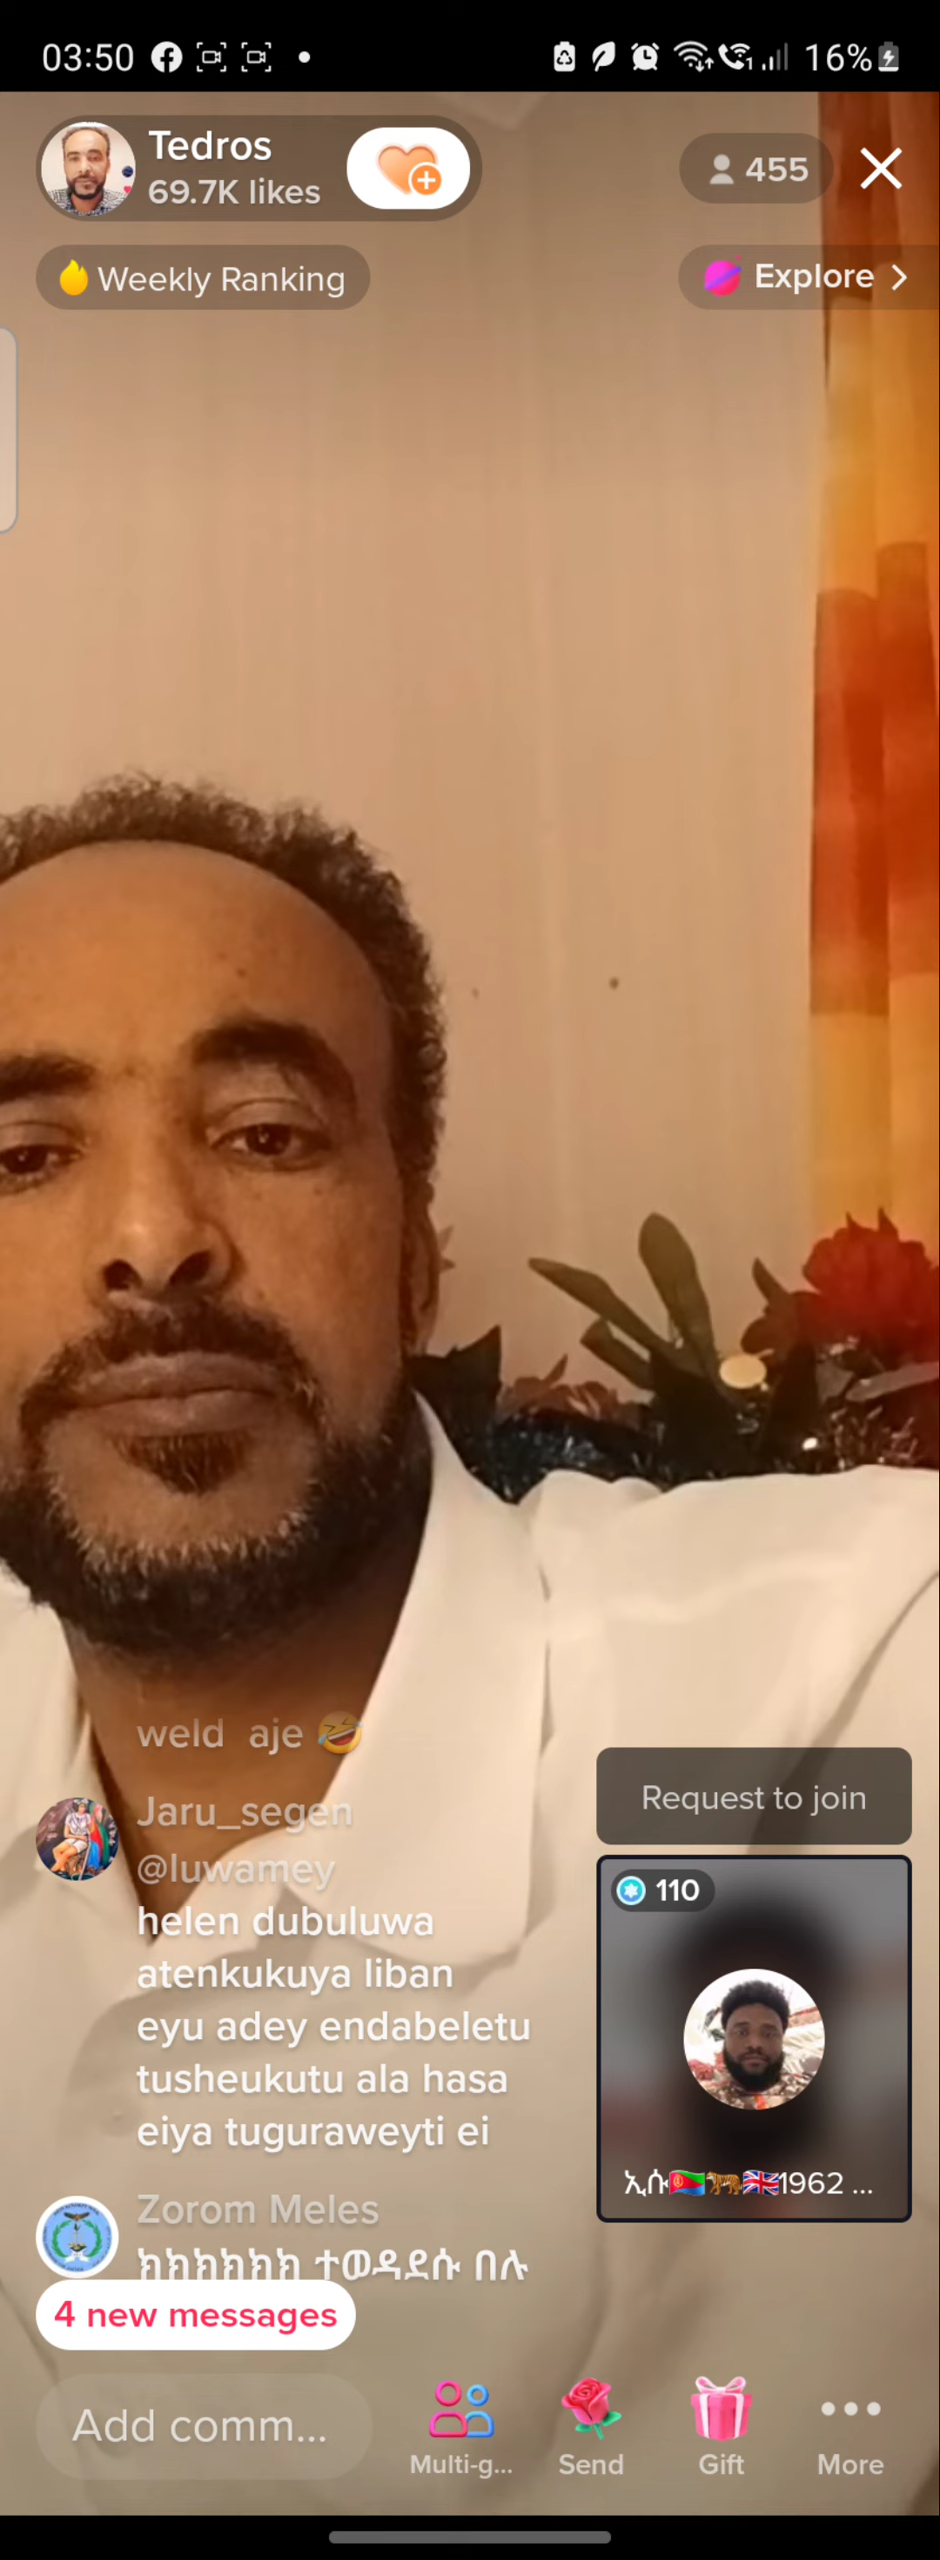 03:50
16%
Tedros
69.7K likes
455
Weekly Ranking
Explore
weld aje 🤣
Jaru_segen
@luwamey
helen dubuluwa
atenkukuya liban
eyu adey endabeletu
tusheukutu ala hasa
eiya tuguraweyti ei
Request to join
110
ኢሱ🇪🇷🐅🇬🇧1962 ...
Zorom Meles
ክክክክክክ ተወዳደሱ በሉ
4 new messages
Add comm...
Multi-g...
Send
Gift
More